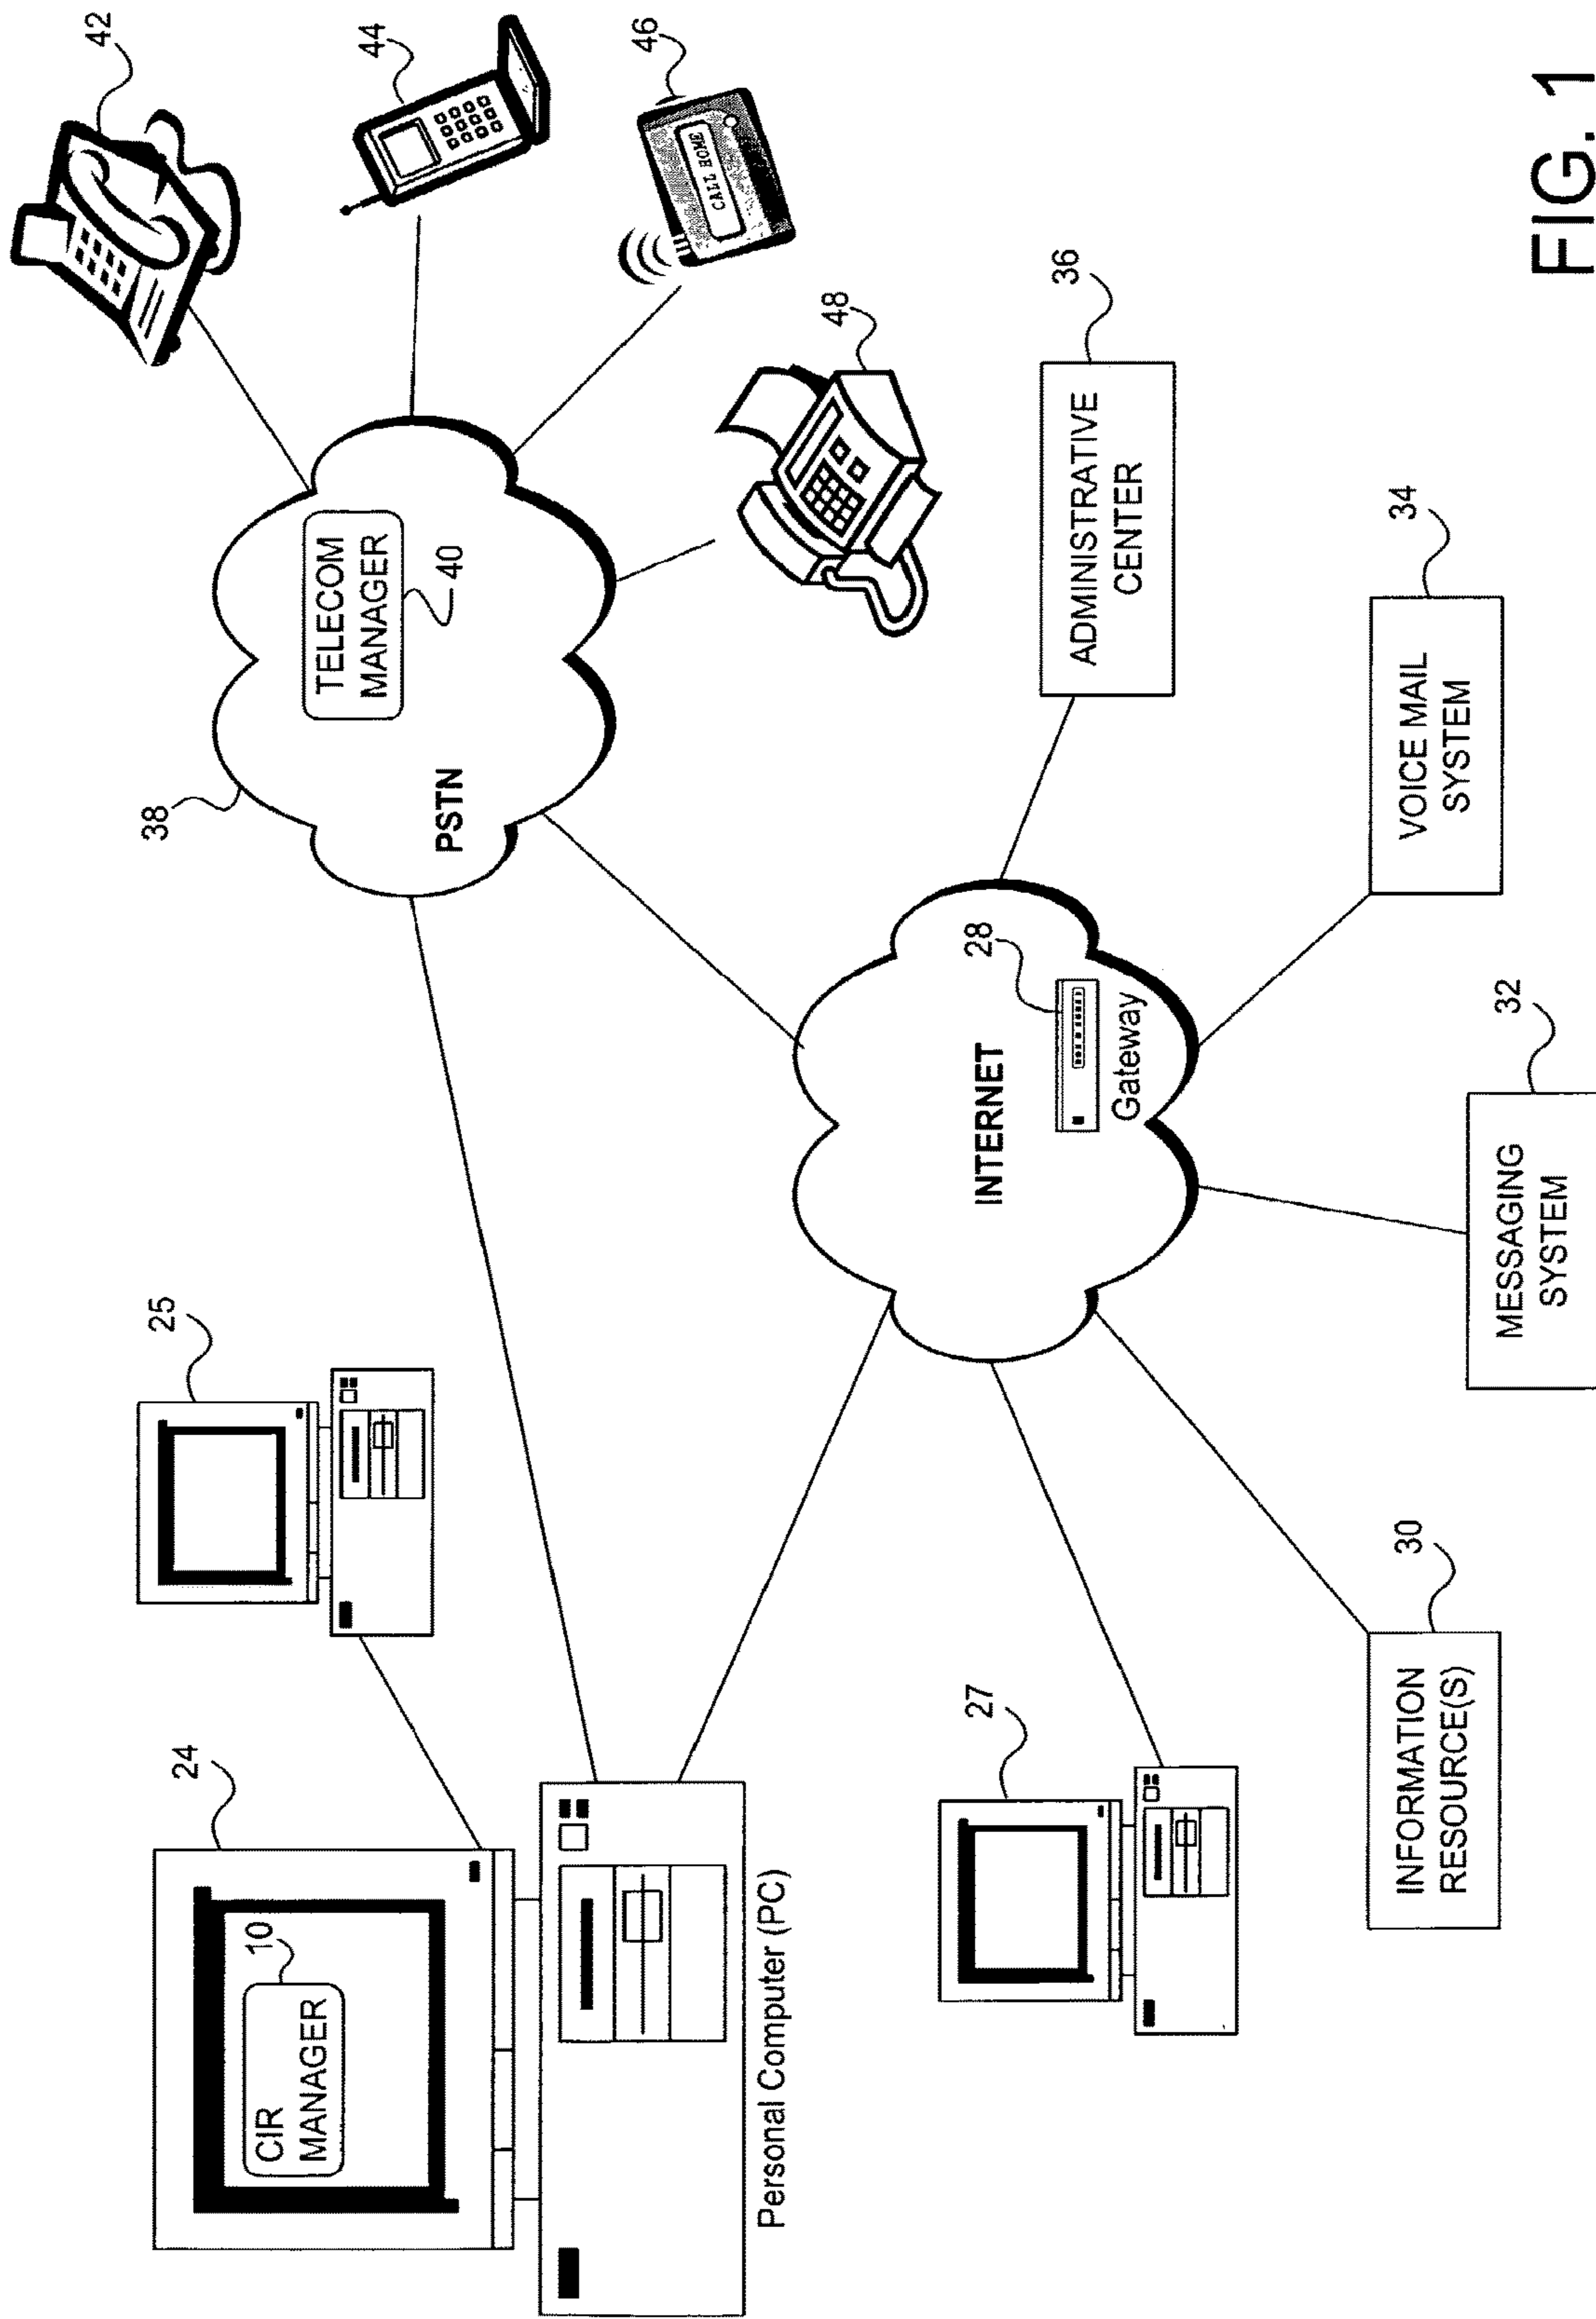 24
CIR
MANAGER
10
Personal Computer (PC)
25
38
PSTN
TELECOM
MANAGER
40
42
44
46
CALL HOME
48
INTERNET
28
Gateway
27
INFORMATION
RESOURCE(S)
30
MESSAGING
SYSTEM
32
VOICE MAIL
SYSTEM
34
ADMINISTRATIVE
CENTER
36
FIG. 1